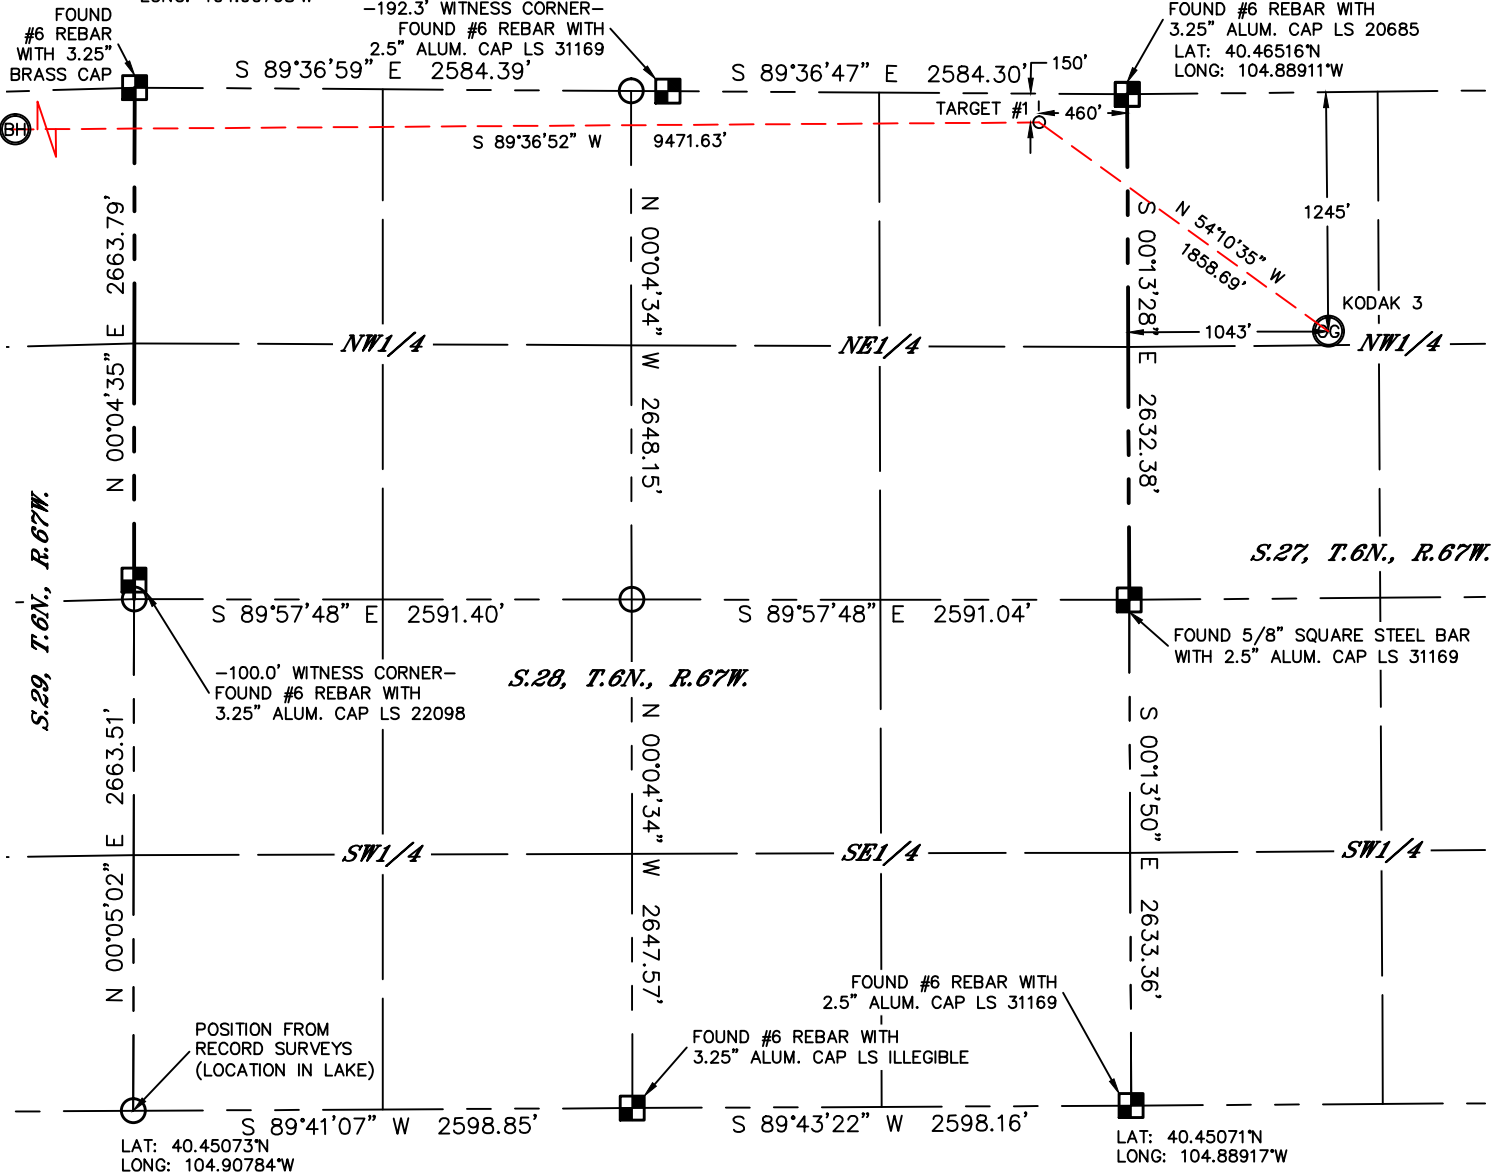 FOUND
#6 REBAR
WITH 3.25"
BRASS CAP
-192.3' WITNESS CORNER-
FOUND #6 REBAR WITH
2.5" ALUM. CAP LS 31169
FOUND #6 REBAR WITH
3.25" ALUM. CAP LS 20685
LAT: 40.46516°N
LONG: 104.88911°W
S 89°36'59" E 2584.39'
S 89°36'47" E 2584.30'
150'
TARGET #1
460'
BH
S 89°36'52" W 9471.63'
N 00°04'35" E 2663.79'
N 00°04'34" W 2648.15'
S 00°13'28" E 2632.38'
N 54°10'35" W
1858.69'
1245'
KODAK 3
1043'
NW1/4
NE1/4
NW1/4
S.29, T.6N., R.67W.
S.27, T.6N., R.67W.
S 89°57'48" E 2591.40'
S 89°57'48" E 2591.04'
FOUND 5/8" SQUARE STEEL BAR
WITH 2.5" ALUM. CAP LS 31169
-100.0' WITNESS CORNER-
FOUND #6 REBAR WITH
3.25" ALUM. CAP LS 22098
S.28, T.6N., R.67W.
N 00°05'02" E 2663.51'
N 00°04'34" W 2647.57'
S 00°13'50" E 2633.36'
SW1/4
SE1/4
SW1/4
FOUND #6 REBAR WITH
2.5" ALUM. CAP LS 31169
POSITION FROM
RECORD SURVEYS
(LOCATION IN LAKE)
FOUND #6 REBAR WITH
3.25" ALUM. CAP LS ILLEGIBLE
S 89°41'07" W 2598.85'
S 89°43'22" W 2598.16'
LAT: 40.45073°N
LONG: 104.90784°W
LAT: 40.45071°N
LONG: 104.88917°W